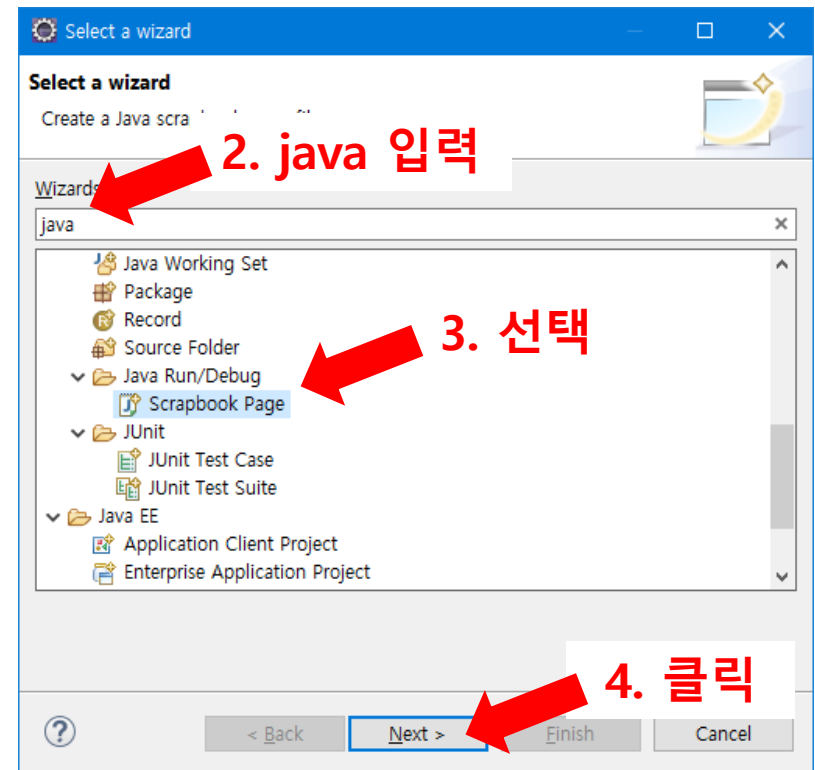 Select a wizard
Select a wizard
Create a Java
2. java 입력
Wizards
java
Java Working Set
Package
Record
Source Folder
3. 선택
Java Run/Debug
Scrapbook Page
JUnit
JUnit Test Case
JUnit Test Suite
Java EE
Application Client Project
Enterprise Application Project
4. 클릭
?
< Back
Next >
Finish
Cancel